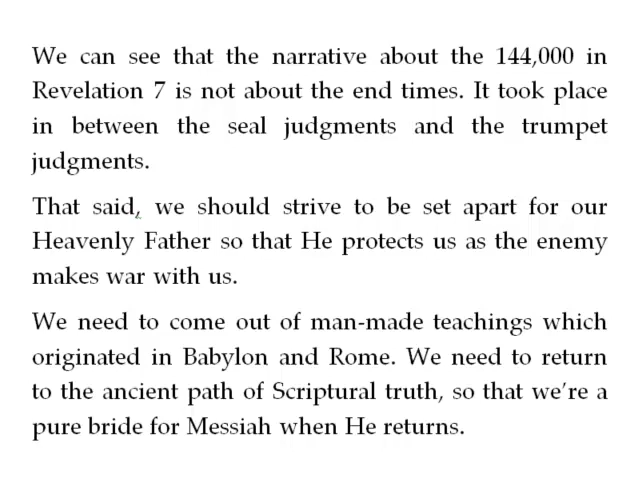 We can see that the narrative about the 144,000 in
Revelation 7 is not about the end times. It took place
in between the seal judgments and the trumpet
judgments.
That said, we should strive to be set apart for our
Heavenly Father so that He protects us as the enemy
makes war with us.
We need to come out of man-made teachings which
originated in Babylon and Rome. We need to return
to the ancient path of Scriptural truth, so that we're a
pure bride for Messiah when He returns.